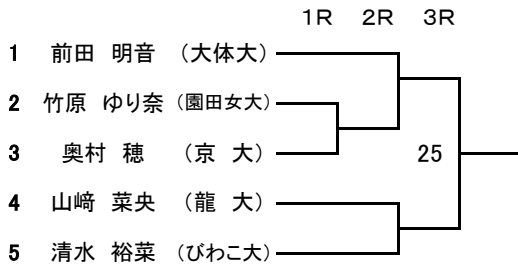 1R 2R 3R
1 前田 明音 (大体大)
2 竹原 ゆり奈 (園田女大)
3 奥村 穂 (京 大)
25
4 山﨑 菜央 (龍 大)
5 清水 裕菜 (びわこ大)